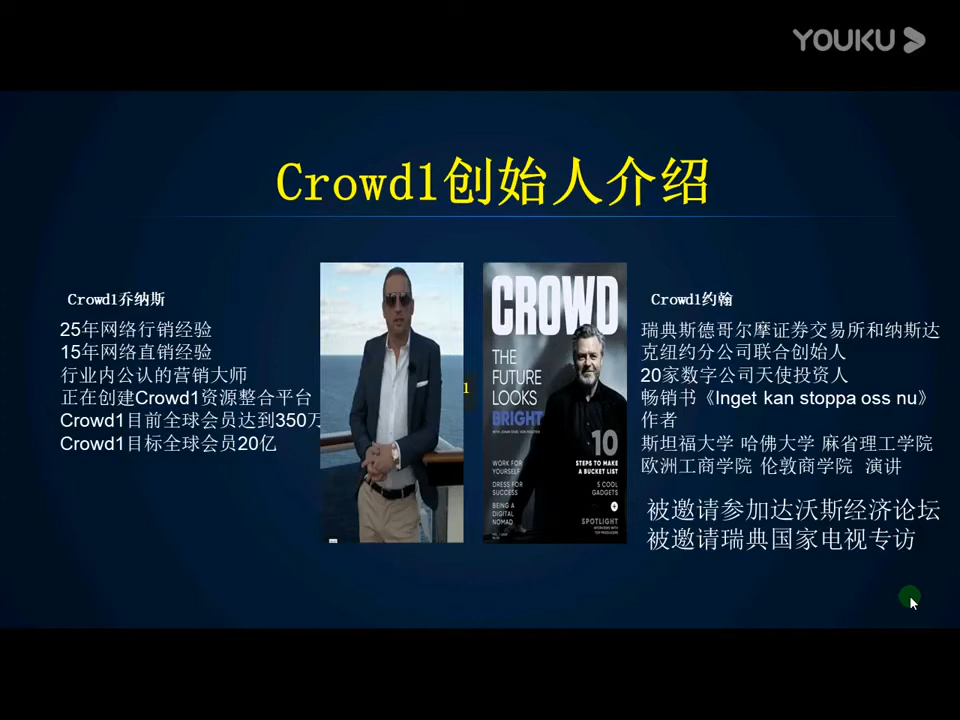 YOUKU
Crowd1创始人介绍
Crowd1乔纳斯
25年网络行销经验
15年网络直销经验
行业内公认的营销大师
正在创建Crowd1资源整合平台
Crowd1目前全球会员达到350万
Crowd1目标全球会员20亿
1
CROWD
THE
FUTURE
LOOKS
BRIGHT
10
STEPS TO MAKE
A BUCKET LIST
5 COOL
GADGETS
SPOTLIGHT
INTERVIEWS WITH
TOP PRODUCERS
WORK FOR
YOURSELF
DRESS FOR
SUCCESS
BEING A
DIGITAL
NOMAD
Crowd1约翰
瑞典斯德哥尔摩证券交易所和纳斯达
克纽约分公司联合创始人
20家数字公司天使投资人
畅销书《Inget kan stoppa oss nu》
作者
斯坦福大学 哈佛大学 麻省理工学院
欧洲工商学院 伦敦商学院 演讲
被邀请参加达沃斯经济论坛
被邀请瑞典国家电视专访